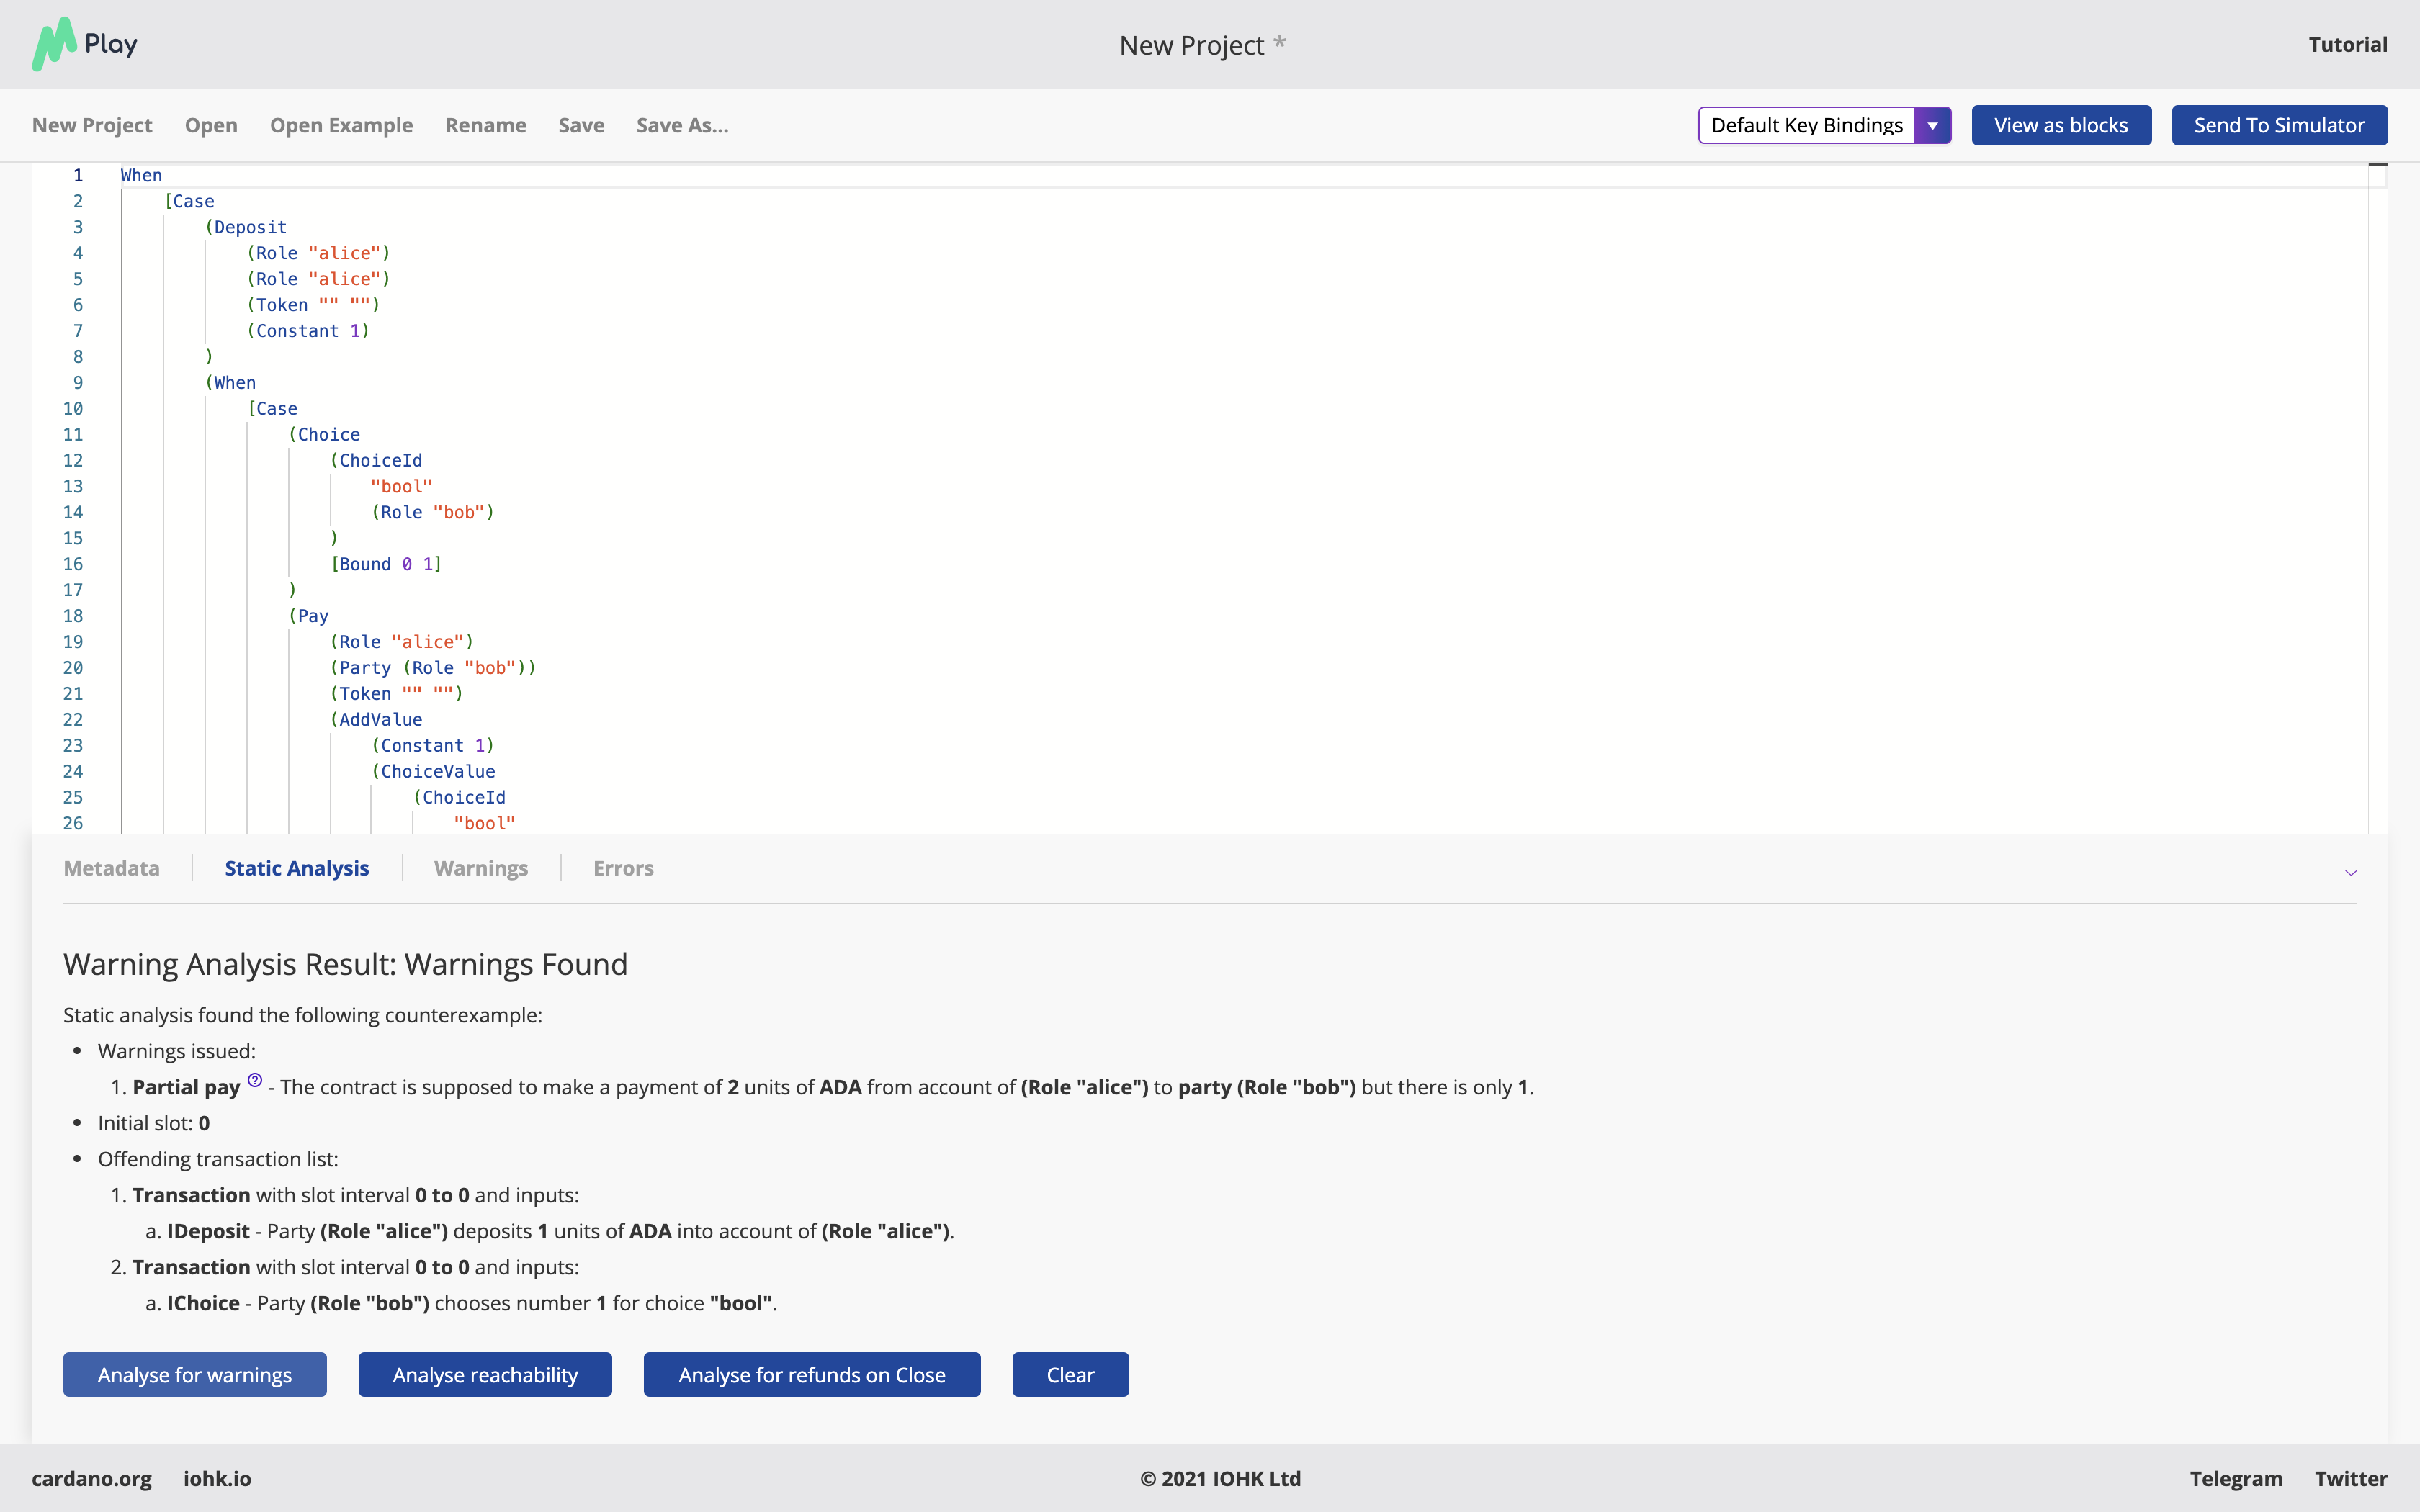 Play
New Project *
Tutorial
New Project Open Open Example Rename Save Save As...
Default Key Bindings View as blocks Send To Simulator
1 When
2 [Case
3 (Deposit
4 (Role "alice")
5 (Role "alice")
6 (Token "" "")
7 (Constant 1)
8 )
9 (When
10 [Case
11 (Choice
12 (ChoiceId
13 "bool"
14 (Role "bob")
15 )
16 [Bound 0 1]
17 )
18 (Pay
19 (Role "alice")
20 (Party (Role "bob"))
21 (Token "" "")
22 (AddValue
23 (Constant 1)
24 (ChoiceValue
25 (ChoiceId
26 "bool"
Metadata Static Analysis Warnings Errors
Warning Analysis Result: Warnings Found
Static analysis found the following counterexample:
• Warnings issued:
1. Partial pay ? - The contract is supposed to make a payment of 2 units of ADA from account of (Role "alice") to party (Role "bob") but there is only 1.
• Initial slot: 0
• Offending transaction list:
1. Transaction with slot interval 0 to 0 and inputs:
a. IDeposit - Party (Role "alice") deposits 1 units of ADA into account of (Role "alice").
2. Transaction with slot interval 0 to 0 and inputs:
a. IChoice - Party (Role "bob") chooses number 1 for choice "bool".
Analyse for warnings Analyse reachability Analyse for refunds on Close Clear
cardano.org iohk.io © 2021 IOHK Ltd Telegram Twitter